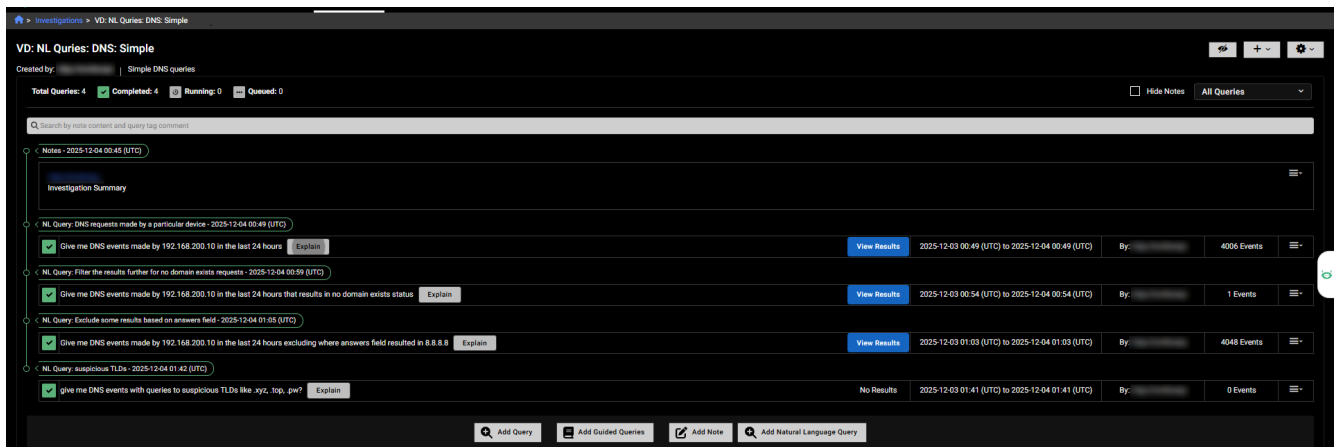 > Investigations > VD: NL Quries: DNS: Simple
VD: NL Quries: DNS: Simple
Created by: | Simple DNS queries
Total Queries: 4 Completed: 4 Running: 0 Queued: 0 Hide Notes All Queries
Search by note content and query tag comment
< Notes - 2025-12-04 00:45 (UTC)
Investigation Summary
< NL Query: DNS requests made by a particular device - 2025-12-04 00:49 (UTC)
Give me DNS events made by 192.168.200.10 in the last 24 hours Explain View Results 2025-12-03 00:49 (UTC) to 2025-12-04 00:49 (UTC) By: 4006 Events
< NL Query: Filter the results further for no domain exists requests - 2025-12-04 00:59 (UTC)
Give me DNS events made by 192.168.200.10 in the last 24 hours that results in no domain exists status Explain View Results 2025-12-03 00:54 (UTC) to 2025-12-04 00:54 (UTC) By: 1 Events
< NL Query: Exclude some results based on answers field - 2025-12-04 01:05 (UTC)
Give me DNS events made by 192.168.200.10 in the last 24 hours excluding where answers field resulted in 8.8.8.8 Explain View Results 2025-12-03 01:03 (UTC) to 2025-12-04 01:03 (UTC) By: 4048 Events
< NL Query: suspicious TLDs - 2025-12-04 01:42 (UTC)
give me DNS events with queries to suspicious TLDs like .xyz, .top, .pw? Explain No Results 2025-12-03 01:41 (UTC) to 2025-12-04 01:41 (UTC) By: 0 Events
Add Query Add Guided Queries Add Note Add Natural Language Query